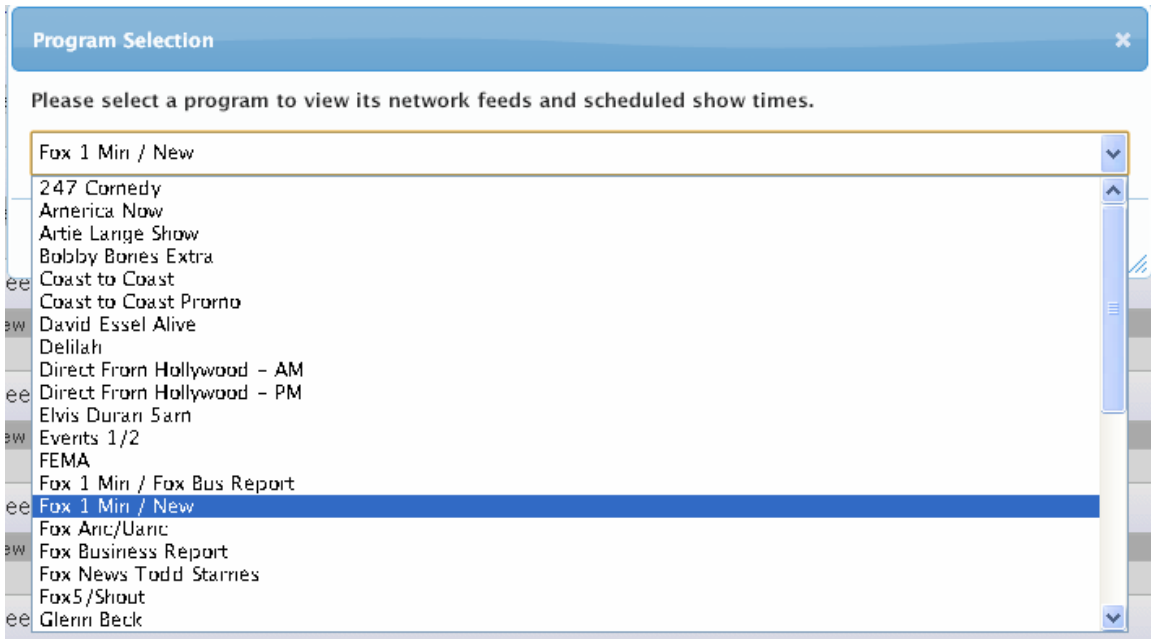 Program Selection
Please select a program to view its network feeds and scheduled show times.
Fox 1 Min / New
247 Comedy
America Now
Artie Lange Show
Bobby Bones Extra
Coast to Coast
Coast to Coast Promo
David Essel Alive
Delilah
Direct From Hollywood – AM
Direct From Hollywood – PM
Elvis Duran 5am
Events 1/2
FEMA
Fox 1 Min / Fox Bus Report
Fox 1 Min / New
Fox Anc/Uanc
Fox Business Report
Fox News Todd Starnes
Fox5/Shout
Glenn Beck